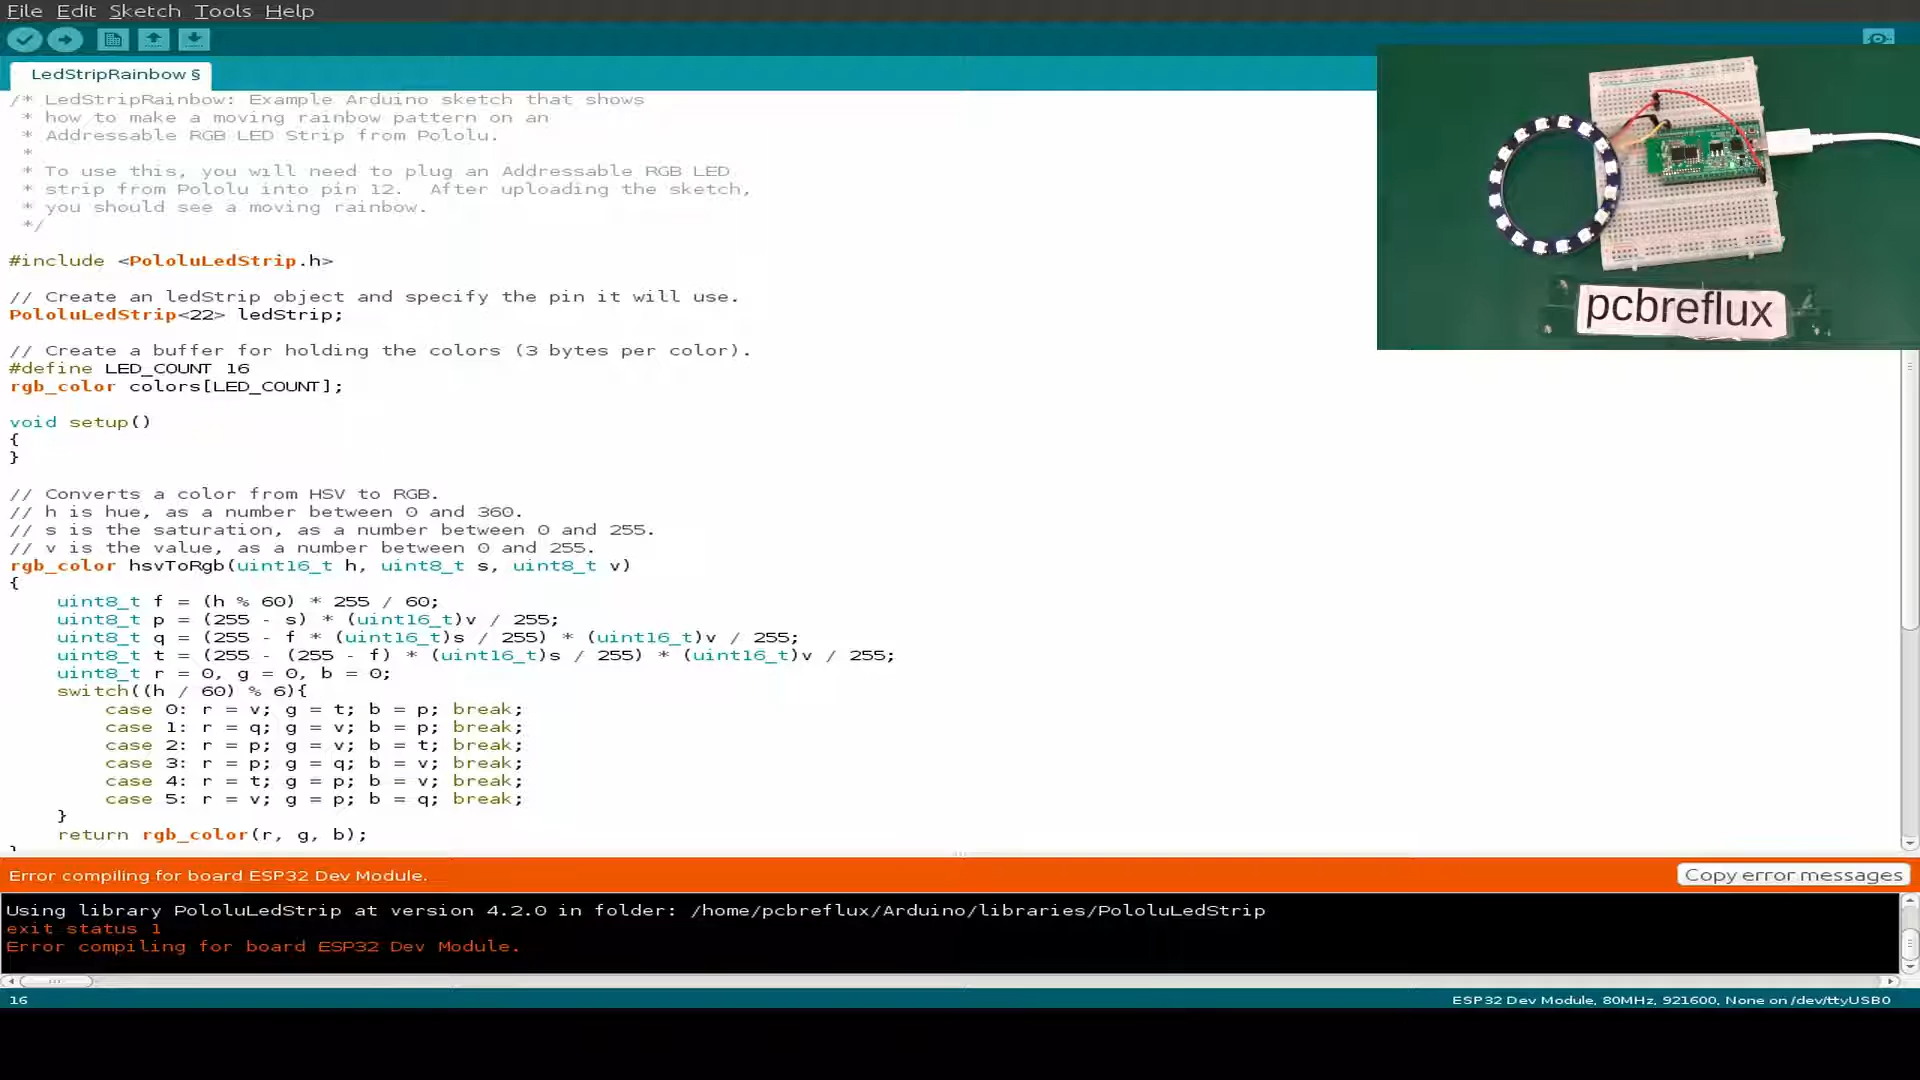 File Edit Sketch Tools Help
LedStripRainbow §
/* LedStripRainbow: Example Arduino sketch that shows
 * how to make a moving rainbow pattern on an
 * Addressable RGB LED Strip from Pololu.
 *
 * To use this, you will need to plug an Addressable RGB LED
 * strip from Pololu into pin 12.  After uploading the sketch,
 * you should see a moving rainbow.
 */
#include <PololuLedStrip.h>
// Create an ledStrip object and specify the pin it will use.
PololuLedStrip<22> ledStrip;
// Create a buffer for holding the colors (3 bytes per color).
#define LED_COUNT 16
rgb_color colors[LED_COUNT];
void setup()
{
}
// Converts a color from HSV to RGB.
// h is hue, as a number between 0 and 360.
// s is the saturation, as a number between 0 and 255.
// v is the value, as a number between 0 and 255.
rgb_color hsvToRgb(uint16_t h, uint8_t s, uint8_t v)
{
    uint8_t f = (h % 60) * 255 / 60;
    uint8_t p = (255 - s) * (uint16_t)v / 255;
    uint8_t q = (255 - f * (uint16_t)s / 255) * (uint16_t)v / 255;
    uint8_t t = (255 - (255 - f) * (uint16_t)s / 255) * (uint16_t)v / 255;
    uint8_t r = 0, g = 0, b = 0;
    switch((h / 60) % 6){
        case 0: r = v; g = t; b = p; break;
        case 1: r = q; g = v; b = p; break;
        case 2: r = p; g = v; b = t; break;
        case 3: r = p; g = q; b = v; break;
        case 4: r = t; g = p; b = v; break;
        case 5: r = v; g = p; b = q; break;
    }
    return rgb_color(r, g, b);
pcbreflux
Error compiling for board ESP32 Dev Module.
Copy error messages
Using library PololuLedStrip at version 4.2.0 in folder: /home/pcbreflux/Arduino/libraries/PololuLedStrip
exit status 1
Error compiling for board ESP32 Dev Module.
16
ESP32 Dev Module, 80MHz, 921600, None on /dev/ttyUSB0